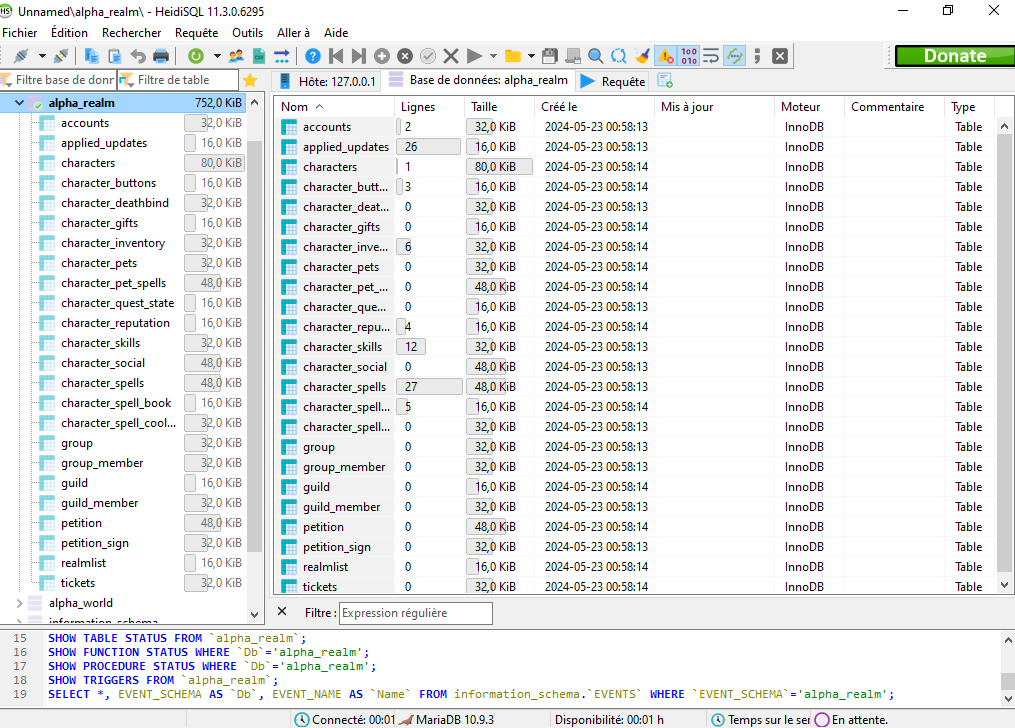 Unnamed\alpha_realm\ - HeidiSQL 11.3.0.6295
Fichier Édition Rechercher Requête Outils Aller à Aide
Donate
Filtre base de donr Filtre de table Hôte: 127.0.0.1 Base de données: alpha_realm Requête
alpha_realm 752,0 KiB
accounts 32,0 KiB
applied_updates 16,0 KiB
characters 80,0 KiB
character_buttons 16,0 KiB
character_deathbind 32,0 KiB
character_gifts 16,0 KiB
character_inventory 32,0 KiB
character_pets 32,0 KiB
character_pet_spells 48,0 KiB
character_quest_state 16,0 KiB
character_reputation 16,0 KiB
character_skills 32,0 KiB
character_social 48,0 KiB
character_spells 48,0 KiB
character_spell_book 16,0 KiB
character_spell_cool... 32,0 KiB
group 32,0 KiB
group_member 32,0 KiB
guild 16,0 KiB
guild_member 32,0 KiB
petition 48,0 KiB
petition_sign 32,0 KiB
realmlist 16,0 KiB
tickets 32,0 KiB
alpha_world
information_schema
Nom Lignes Taille Créé le Mis à jour Moteur Commentaire Type
accounts 2 32,0 KiB 2024-05-23 00:58:13 InnoDB Table
applied_updates 26 16,0 KiB 2024-05-23 00:58:13 InnoDB Table
characters 1 80,0 KiB 2024-05-23 00:58:14 InnoDB Table
character_butt... 3 16,0 KiB 2024-05-23 00:58:14 InnoDB Table
character_deat... 0 32,0 KiB 2024-05-23 00:58:13 InnoDB Table
character_gifts 0 16,0 KiB 2024-05-23 00:58:14 InnoDB Table
character_inve... 6 32,0 KiB 2024-05-23 00:58:14 InnoDB Table
character_pets 0 32,0 KiB 2024-05-23 00:58:14 InnoDB Table
character_pet_... 0 48,0 KiB 2024-05-23 00:58:14 InnoDB Table
character_que... 0 16,0 KiB 2024-05-23 00:58:13 InnoDB Table
character_repu... 4 16,0 KiB 2024-05-23 00:58:14 InnoDB Table
character_skills 12 32,0 KiB 2024-05-23 00:58:14 InnoDB Table
character_social 0 48,0 KiB 2024-05-23 00:58:13 InnoDB Table
character_spells 27 48,0 KiB 2024-05-23 00:58:13 InnoDB Table
character_spell... 5 16,0 KiB 2024-05-23 00:58:14 InnoDB Table
character_spell... 0 32,0 KiB 2024-05-23 00:58:14 InnoDB Table
group 0 32,0 KiB 2024-05-23 00:58:13 InnoDB Table
group_member 0 32,0 KiB 2024-05-23 00:58:13 InnoDB Table
guild 0 16,0 KiB 2024-05-23 00:58:14 InnoDB Table
guild_member 0 32,0 KiB 2024-05-23 00:58:13 InnoDB Table
petition 0 48,0 KiB 2024-05-23 00:58:14 InnoDB Table
petition_sign 0 32,0 KiB 2024-05-23 00:58:13 InnoDB Table
realmlist 0 16,0 KiB 2024-05-23 00:58:14 InnoDB Table
tickets 0 32,0 KiB 2024-05-23 00:58:14 InnoDB Table
Filtre : Expression régulière
15 SHOW TABLE STATUS FROM `alpha_realm`;
16 SHOW FUNCTION STATUS WHERE `Db`='alpha_realm';
17 SHOW PROCEDURE STATUS WHERE `Db`='alpha_realm';
18 SHOW TRIGGERS FROM `alpha_realm`;
19 SELECT *, EVENT_SCHEMA AS `Db`, EVENT_NAME AS `Name` FROM information_schema.`EVENTS` WHERE `EVENT_SCHEMA`='alpha_realm';
Connecté: 00:01 MariaDB 10.9.3 Disponibilité: 00:01 h Temps sur le ser En attente.